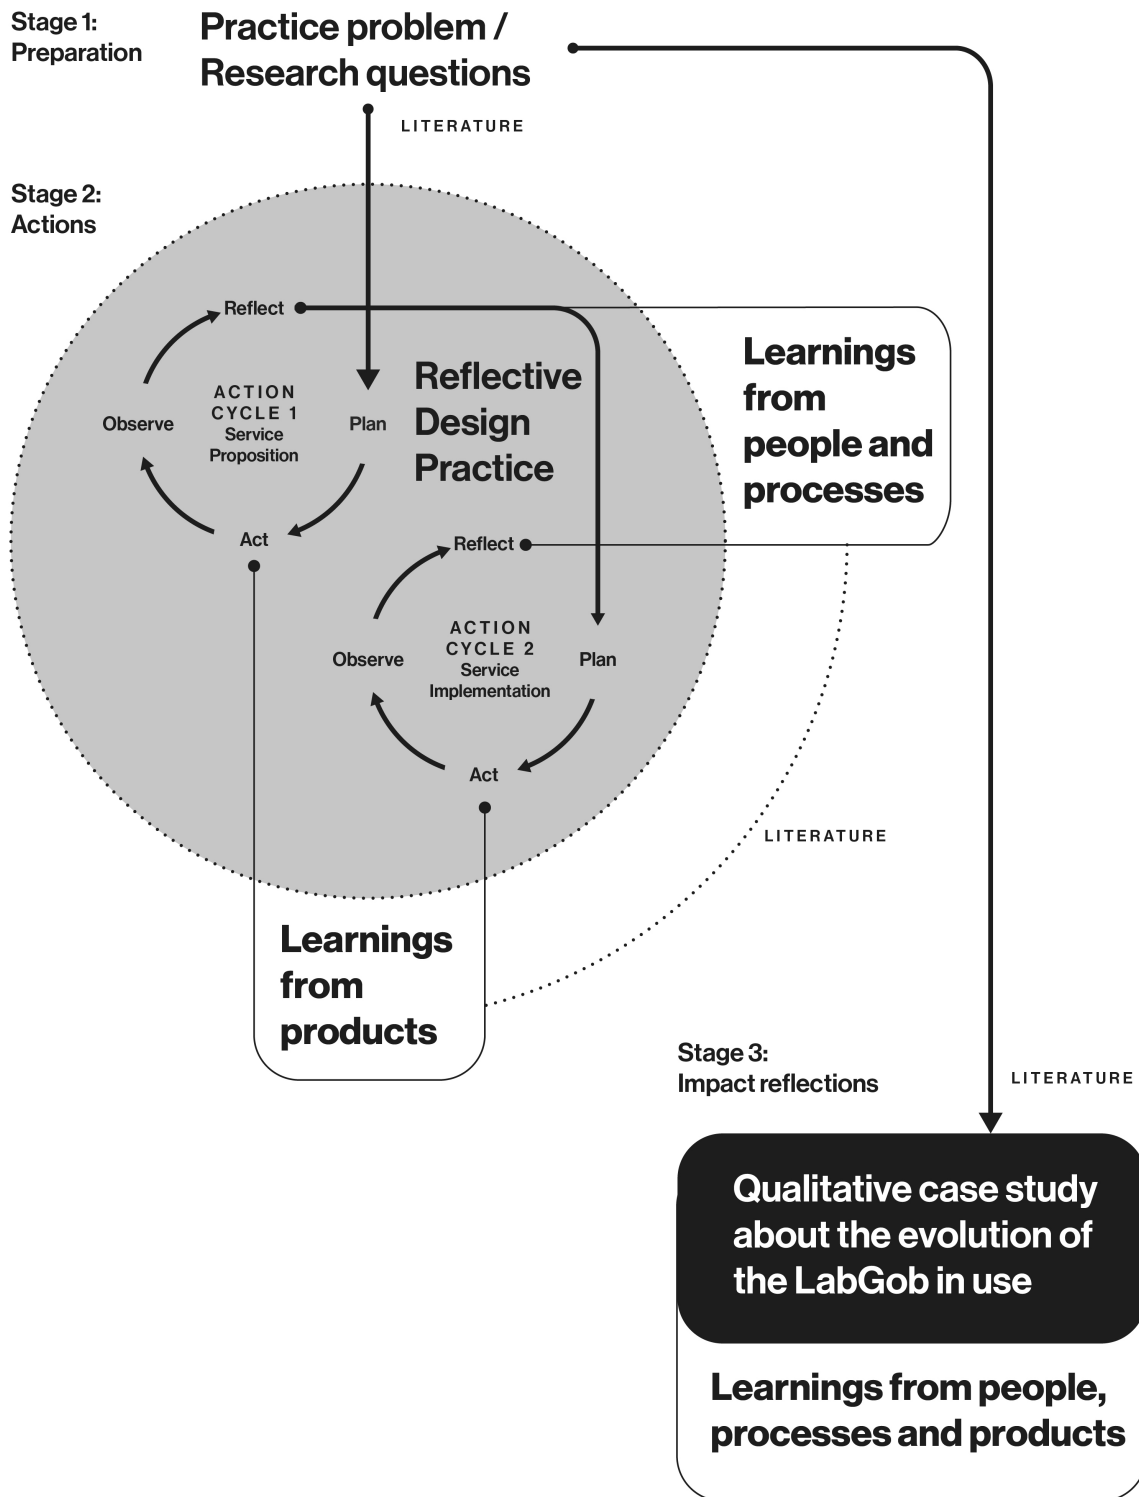 Stage 1:
Preparation
Practice problem /
Research questions
LITERATURE
Stage 2:
Actions
Reflect
ACTION
CYCLE 1
Service
Proposition
Observe
Plan
Act
Reflective
Design
Practice
Learnings
from
people and
processes
Reflect
ACTION
CYCLE 2
Service
Implementation
Observe
Plan
Act
LITERATURE
Learnings
from
products
Stage 3:
Impact reflections
LITERATURE
Qualitative case study
about the evolution of
the LabGob in use
Learnings from people,
processes and products